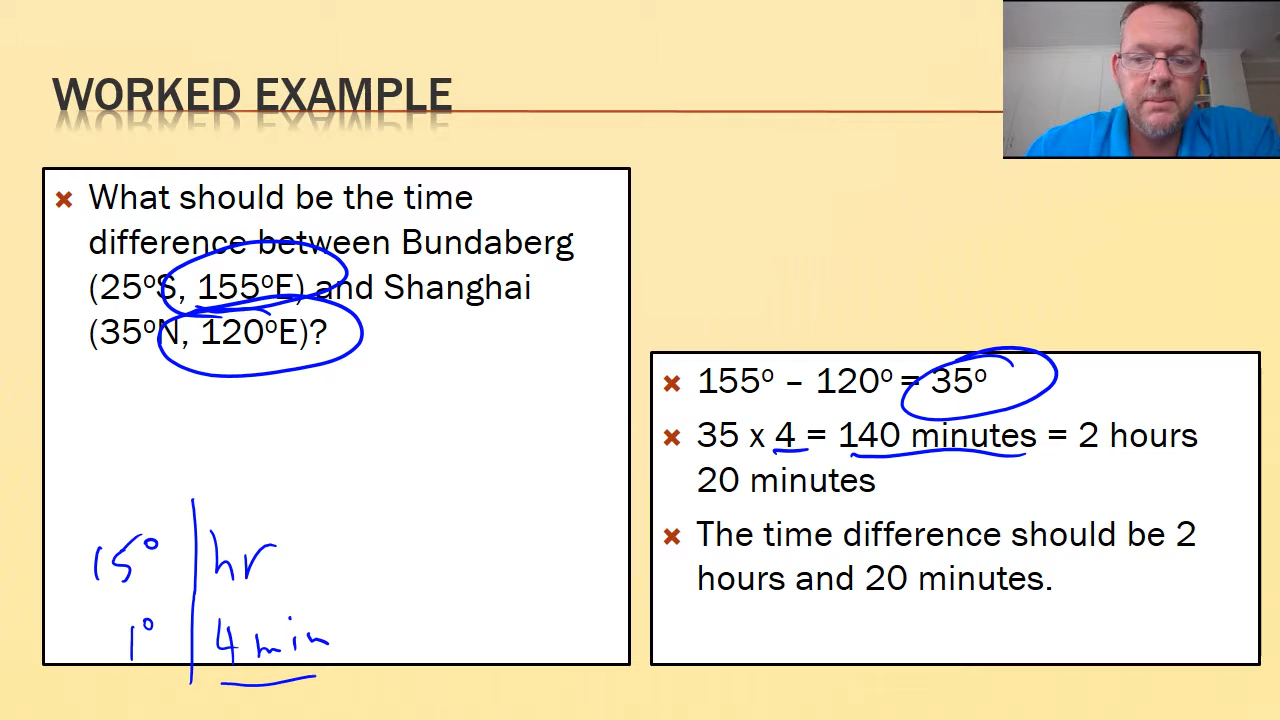 WORKED EXAMPLE
What should be the time
difference between Bundaberg
(25ºS, 155ºE) and Shanghai
(35ºN, 120ºE)?
15º | hr
1º | 4 min
155º – 120º = 35º
35 x 4 = 140 minutes = 2 hours
20 minutes
The time difference should be 2
hours and 20 minutes.